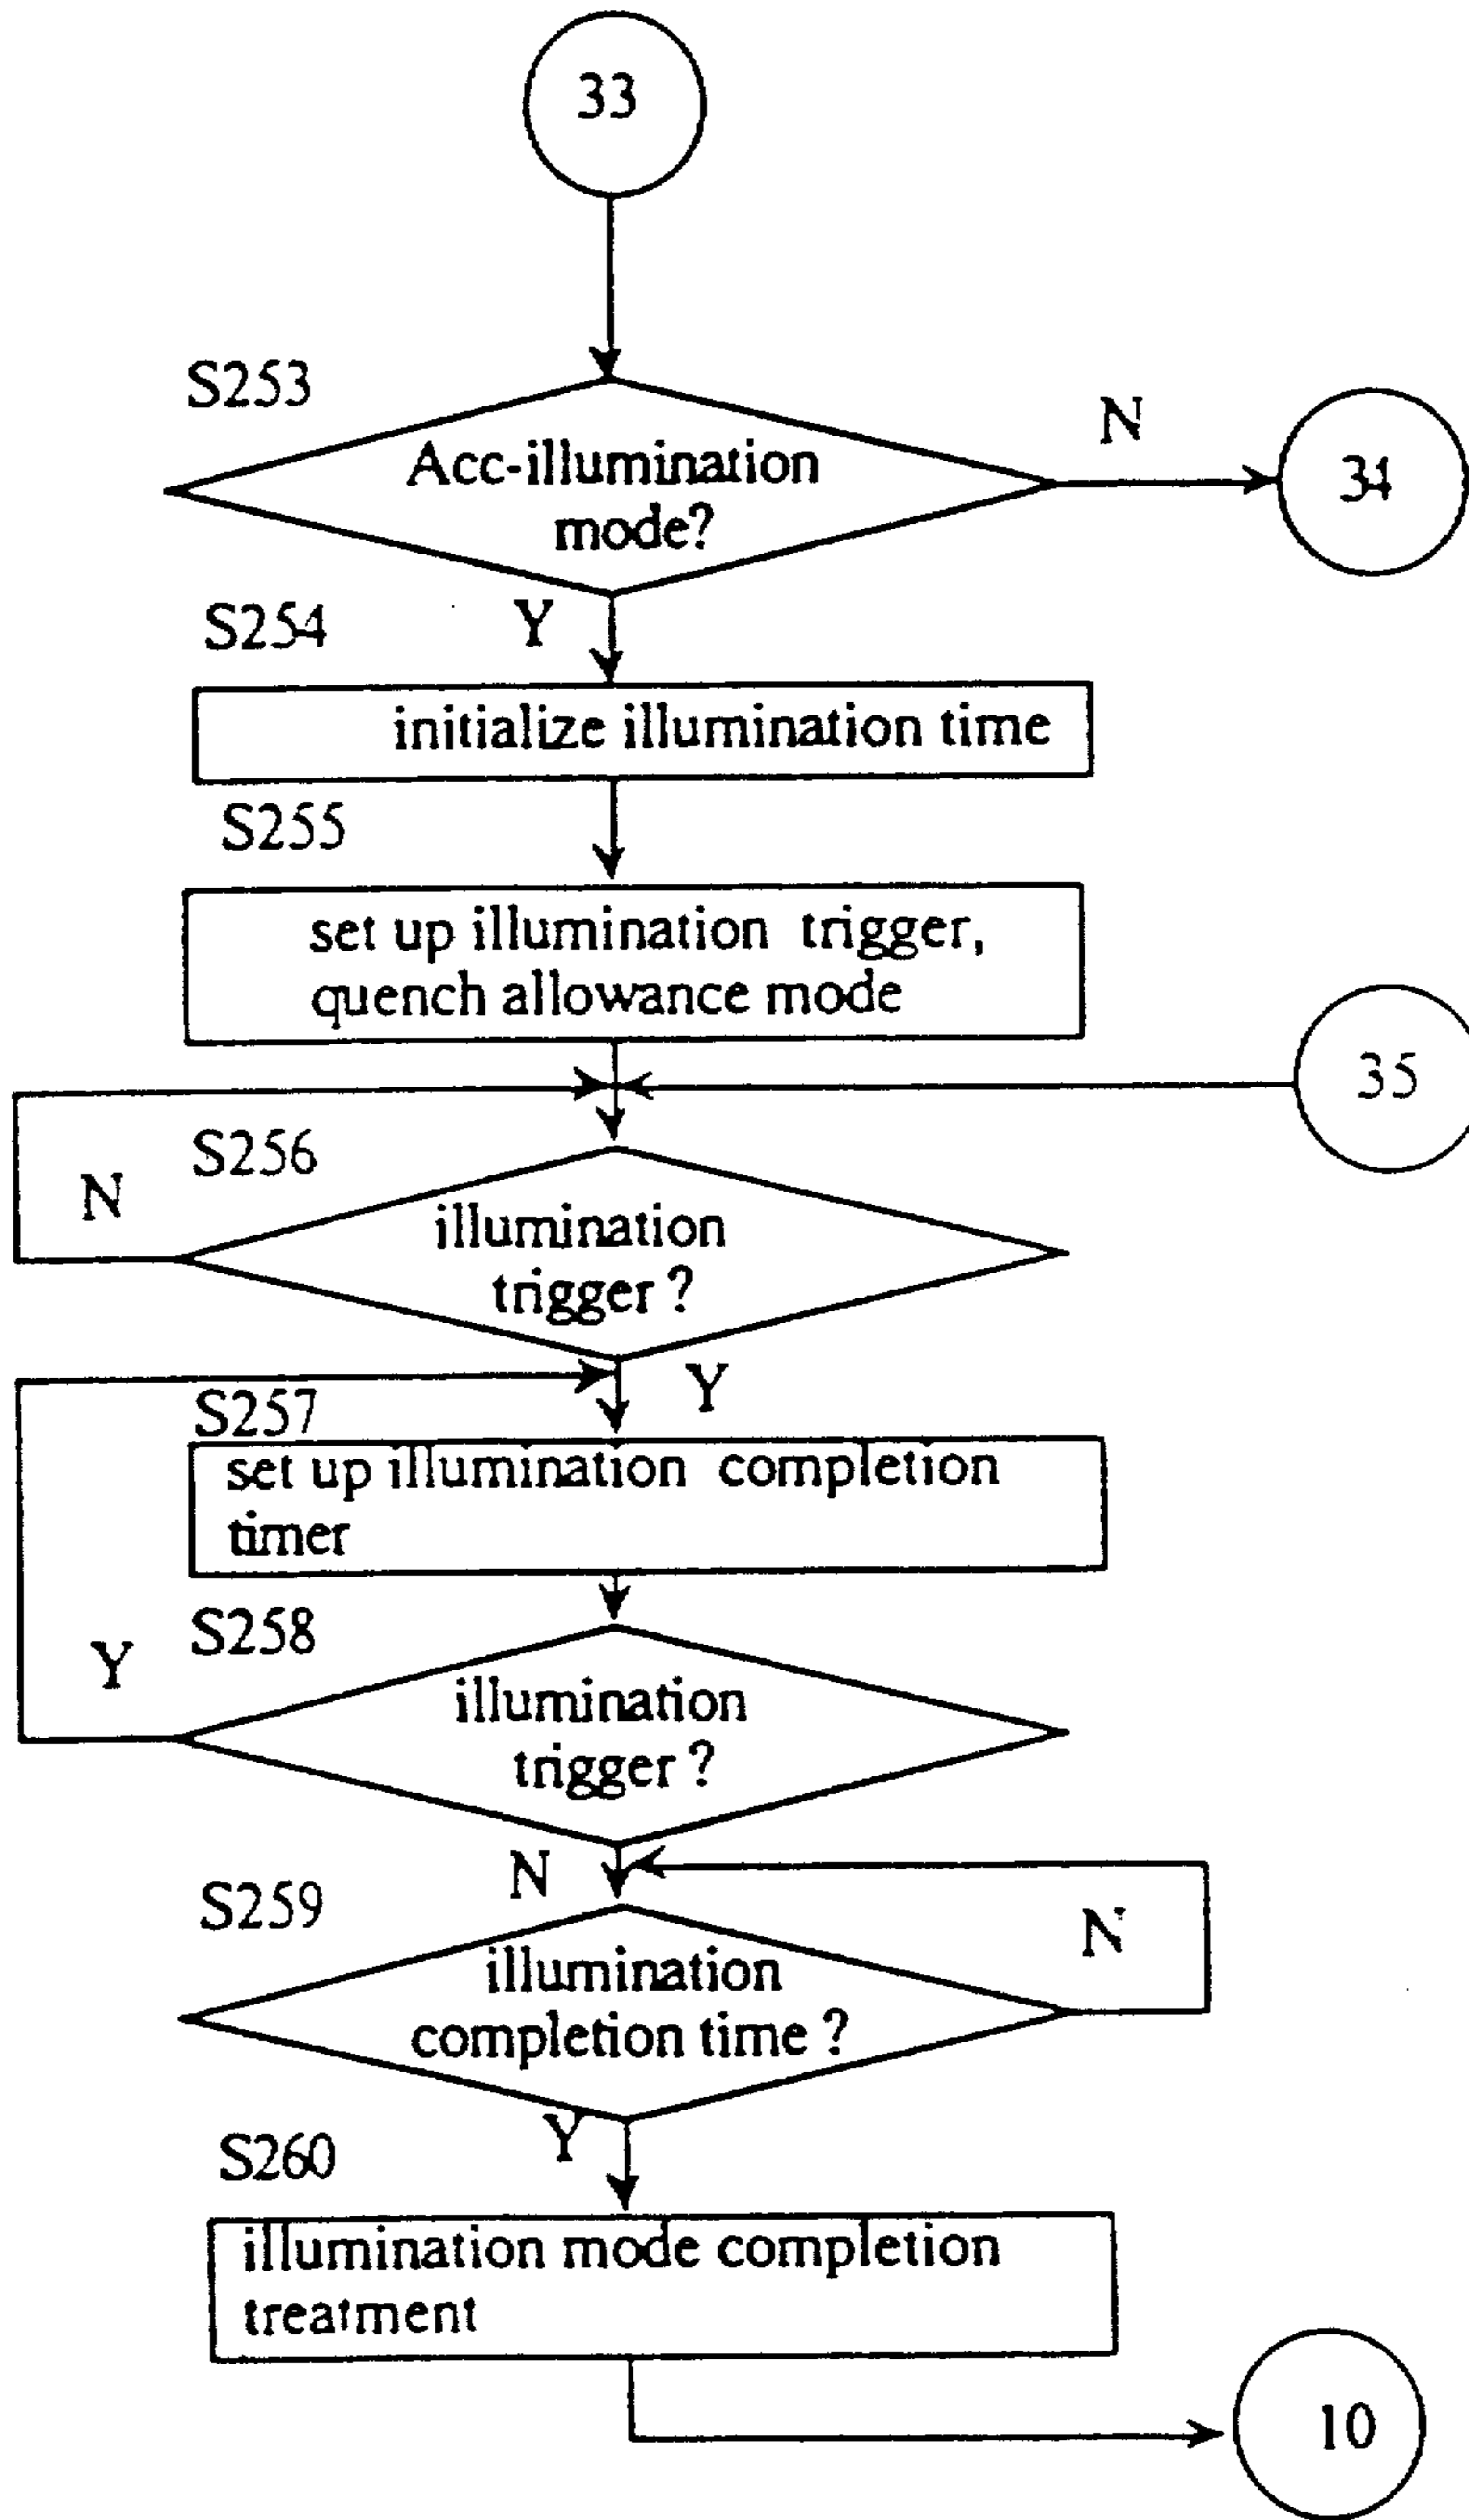 33
S253
N
Acc-illumination
mode?
34
S254
Y
initialize illumination time
S255
set up illumination trigger,
quench allowance mode
35
S256
N
illumination
trigger ?
Y
S257
set up illumination completion
timer
S258
Y
illumination
trigger ?
N
S259
N
illumination
completion time ?
Y
S260
illumination mode completion
treatment
10